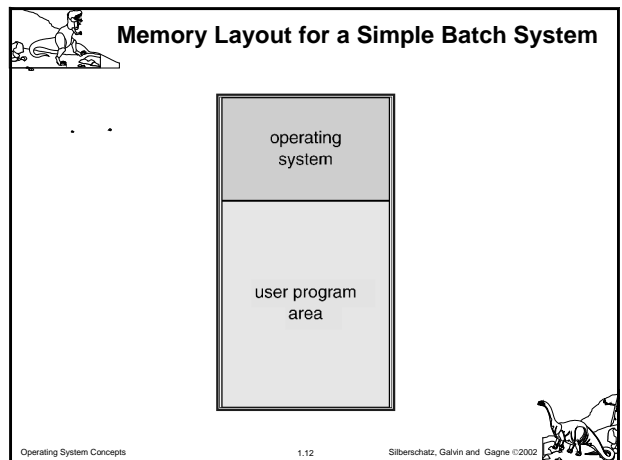 Memory Layout for a Simple Batch System
operating
system
user program
area
Operating System Concepts
1.12
Silberschatz, Galvin and Gagne ©2002